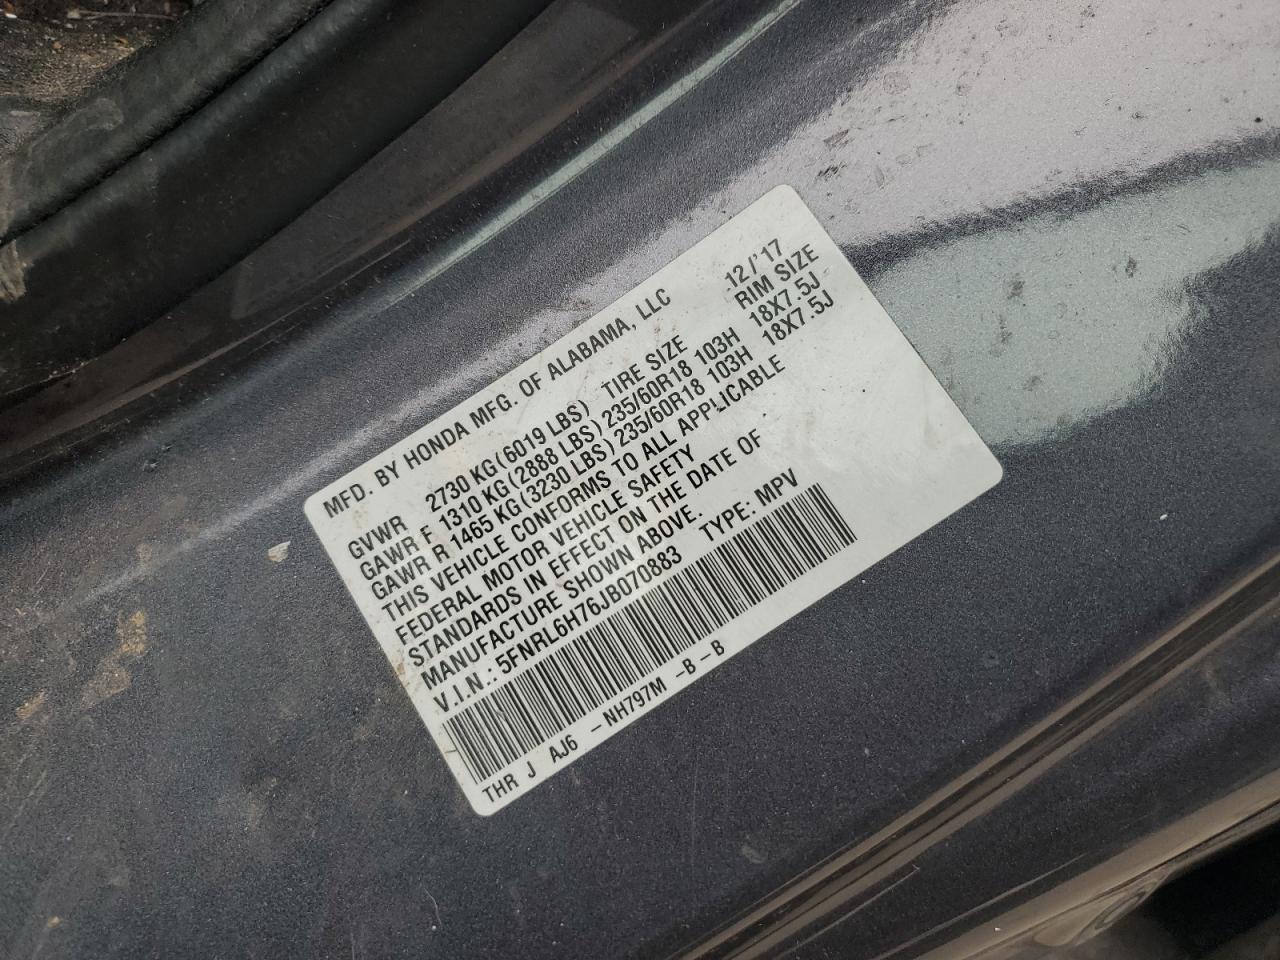 MFD. BY HONDA MFG. OF ALABAMA, LLC 12/'17
GVWR 2730 KG(6019 LBS) TIRE SIZE RIM SIZE
GAWR F 1310 KG(2888 LBS)235/60R18 103H 18X7.5J
GAWR R 1465 KG(3230 LBS)235/60R18 103H 18X7.5J
THIS VEHICLE CONFORMS TO ALL APPLICABLE
FEDERAL MOTOR VEHICLE SAFETY
STANDARDS IN EFFECT ON THE DATE OF
MANUFACTURE SHOWN ABOVE.
V.I.N.: 5FNRL6H76JB070883 TYPE: MPV
THR J AJ6 -NH797M -B-B